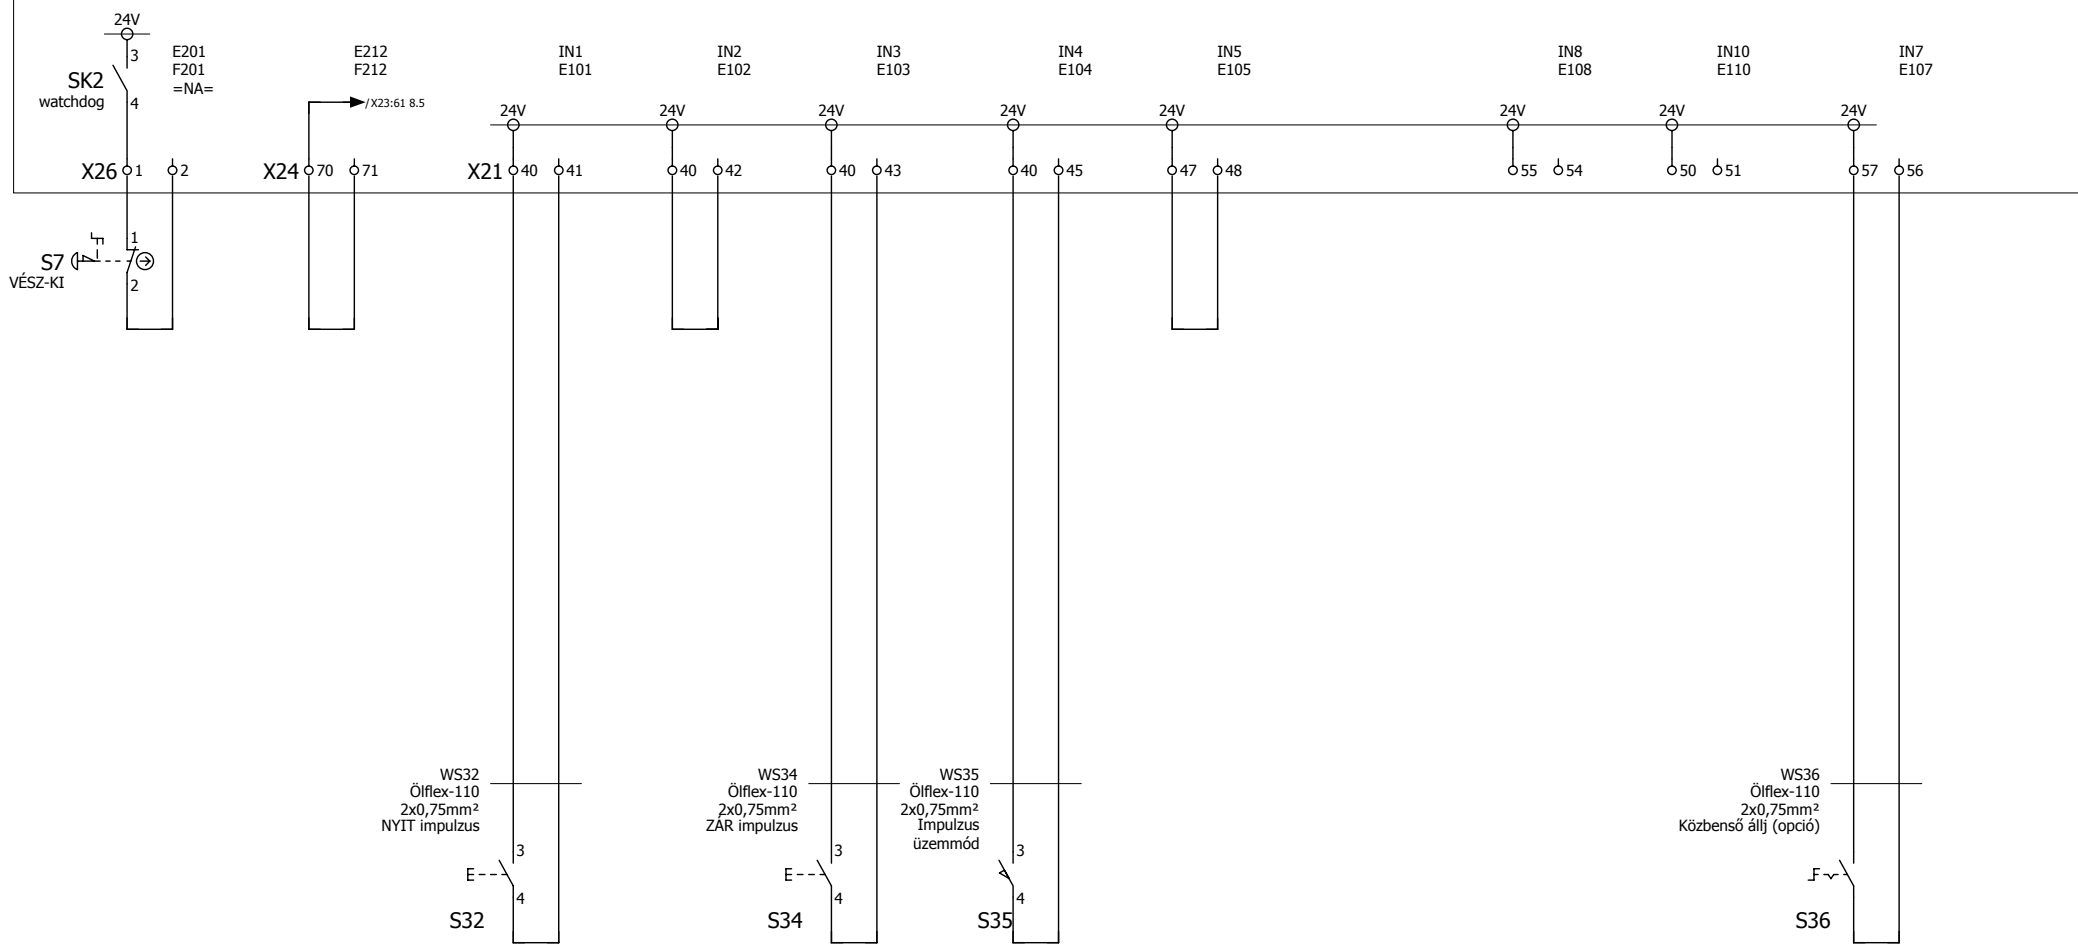 24V
3
SK2
watchdog
4
E201
F201
=NA=
E212
F212
/X23:61 8.5
IN1
E101
IN2
E102
IN3
E103
IN4
E104
IN5
E105
IN8
E108
IN10
E110
IN7
E107
24V 24V 24V 24V 24V 24V 24V 24V
X26 1 2 X24 70 71 X21 40 41 40 42 40 43 40 45 47 48 55 54 50 51 57 56
1
S7
VÉSZ-KI
2
WS32
Ölflex-110
2x0,75mm²
NYIT impulzus
3
E
4
S32
WS34
Ölflex-110
2x0,75mm²
ZÁR impulzus
3
E
4
S34
WS35
Ölflex-110
2x0,75mm²
Impulzus
üzemmód
3
4
S35
WS36
Ölflex-110
2x0,75mm²
Közbenső állj (opció)
S36